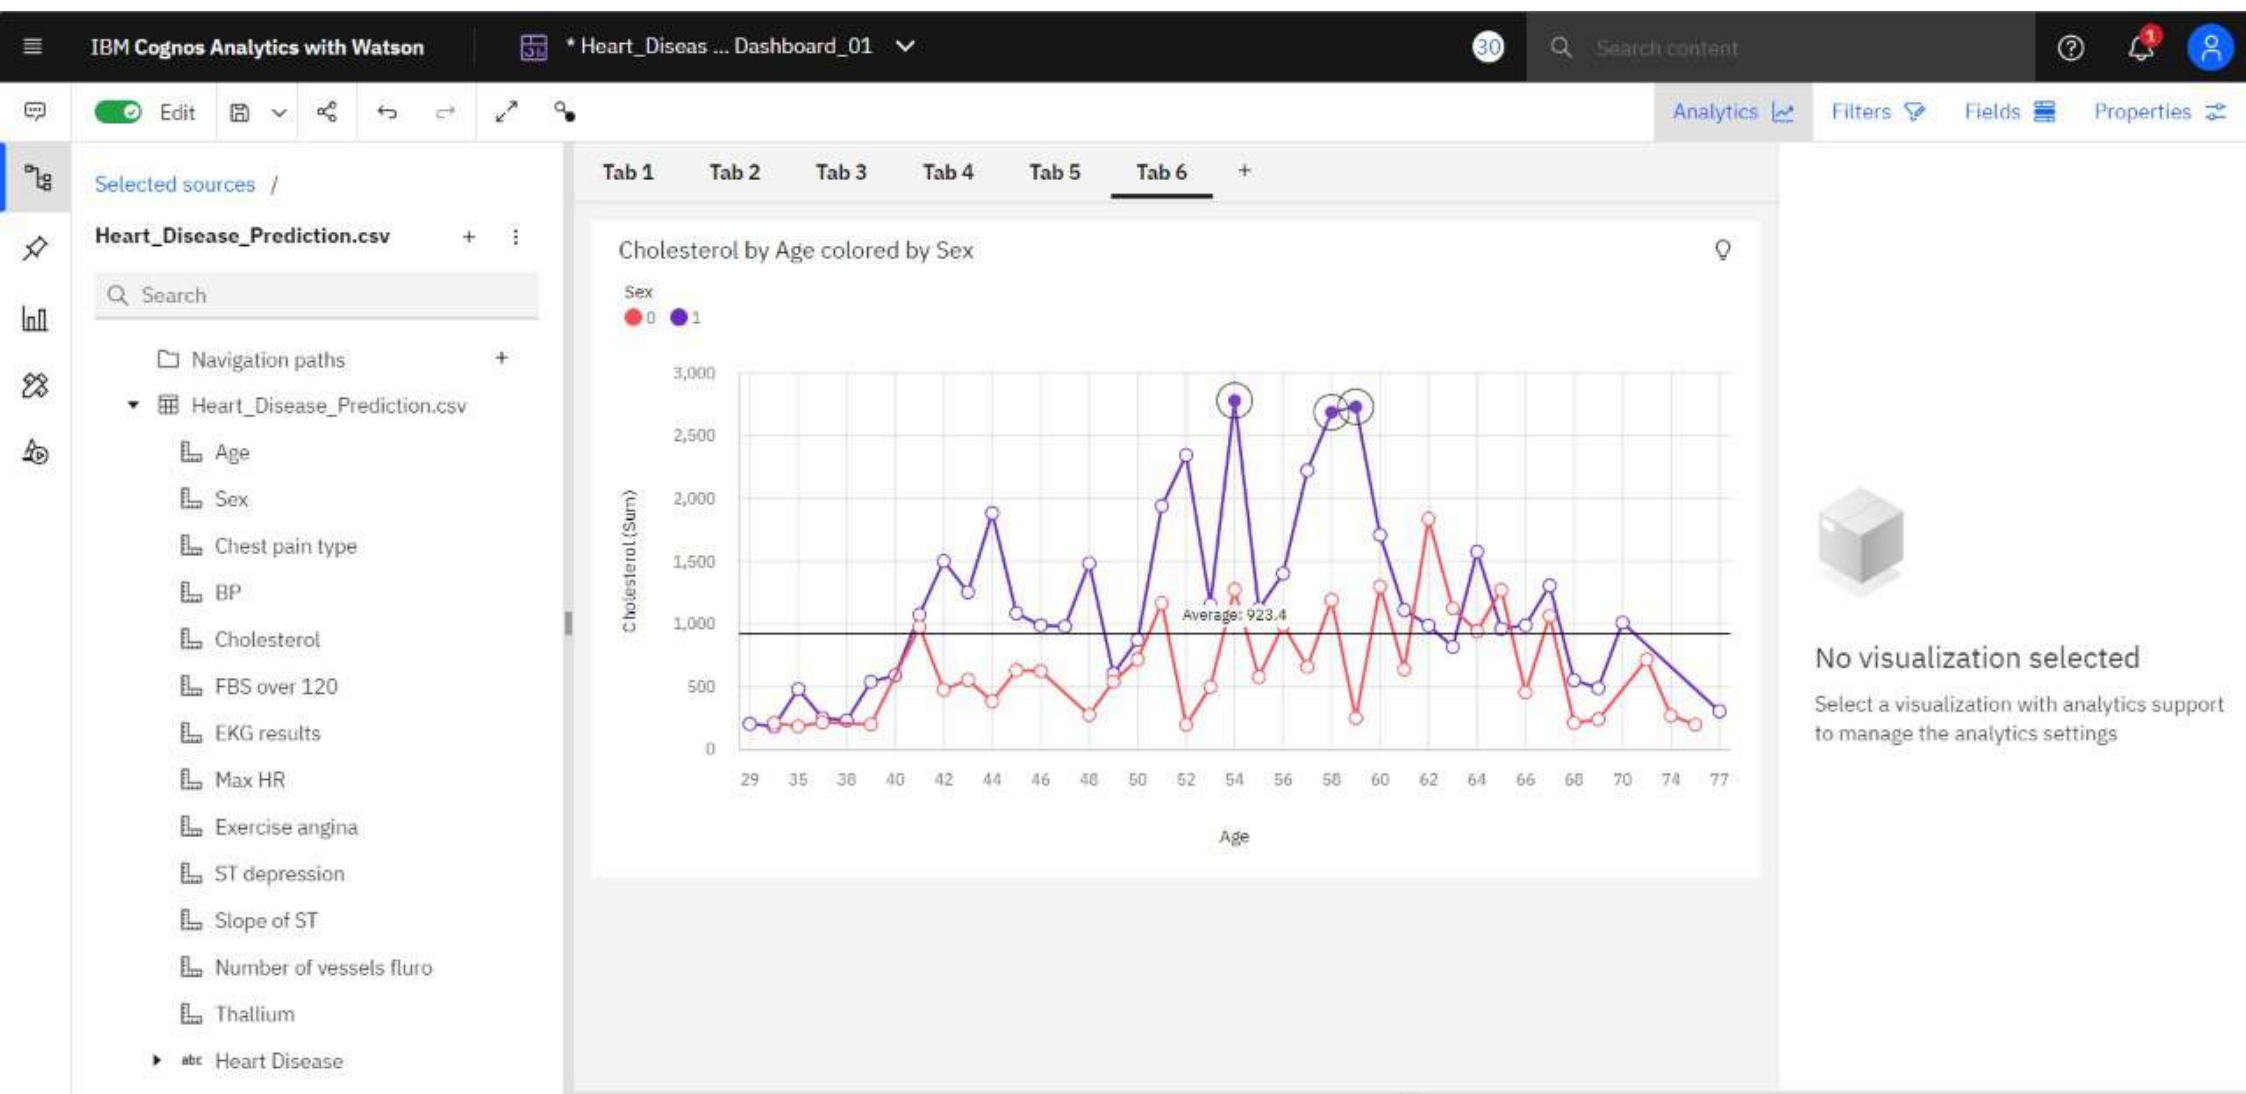 IBM Cognos Analytics with Watson
* Heart_Diseas ... Dashboard_01
30
Search content
1
Edit
Analytics
Filters
Fields
Properties
Selected sources /
Heart_Disease_Prediction.csv
Search
Navigation paths
Heart_Disease_Prediction.csv
Age
Sex
Chest pain type
BP
Cholesterol
FBS over 120
EKG results
Max HR
Exercise angina
ST depression
Slope of ST
Number of vessels fluro
Thallium
abc Heart Disease
Tab 1 Tab 2 Tab 3 Tab 4 Tab 5 Tab 6 +
Cholesterol by Age colored by Sex
Sex
0 1
Cholesterol (Sum)
3,000
2,500
2,000
1,500
1,000
500
0
Average: 923.4
29 35 38 40 42 44 46 48 50 52 54 56 58 60 62 64 66 68 70 74 77
Age
No visualization selected
Select a visualization with analytics support
to manage the analytics settings